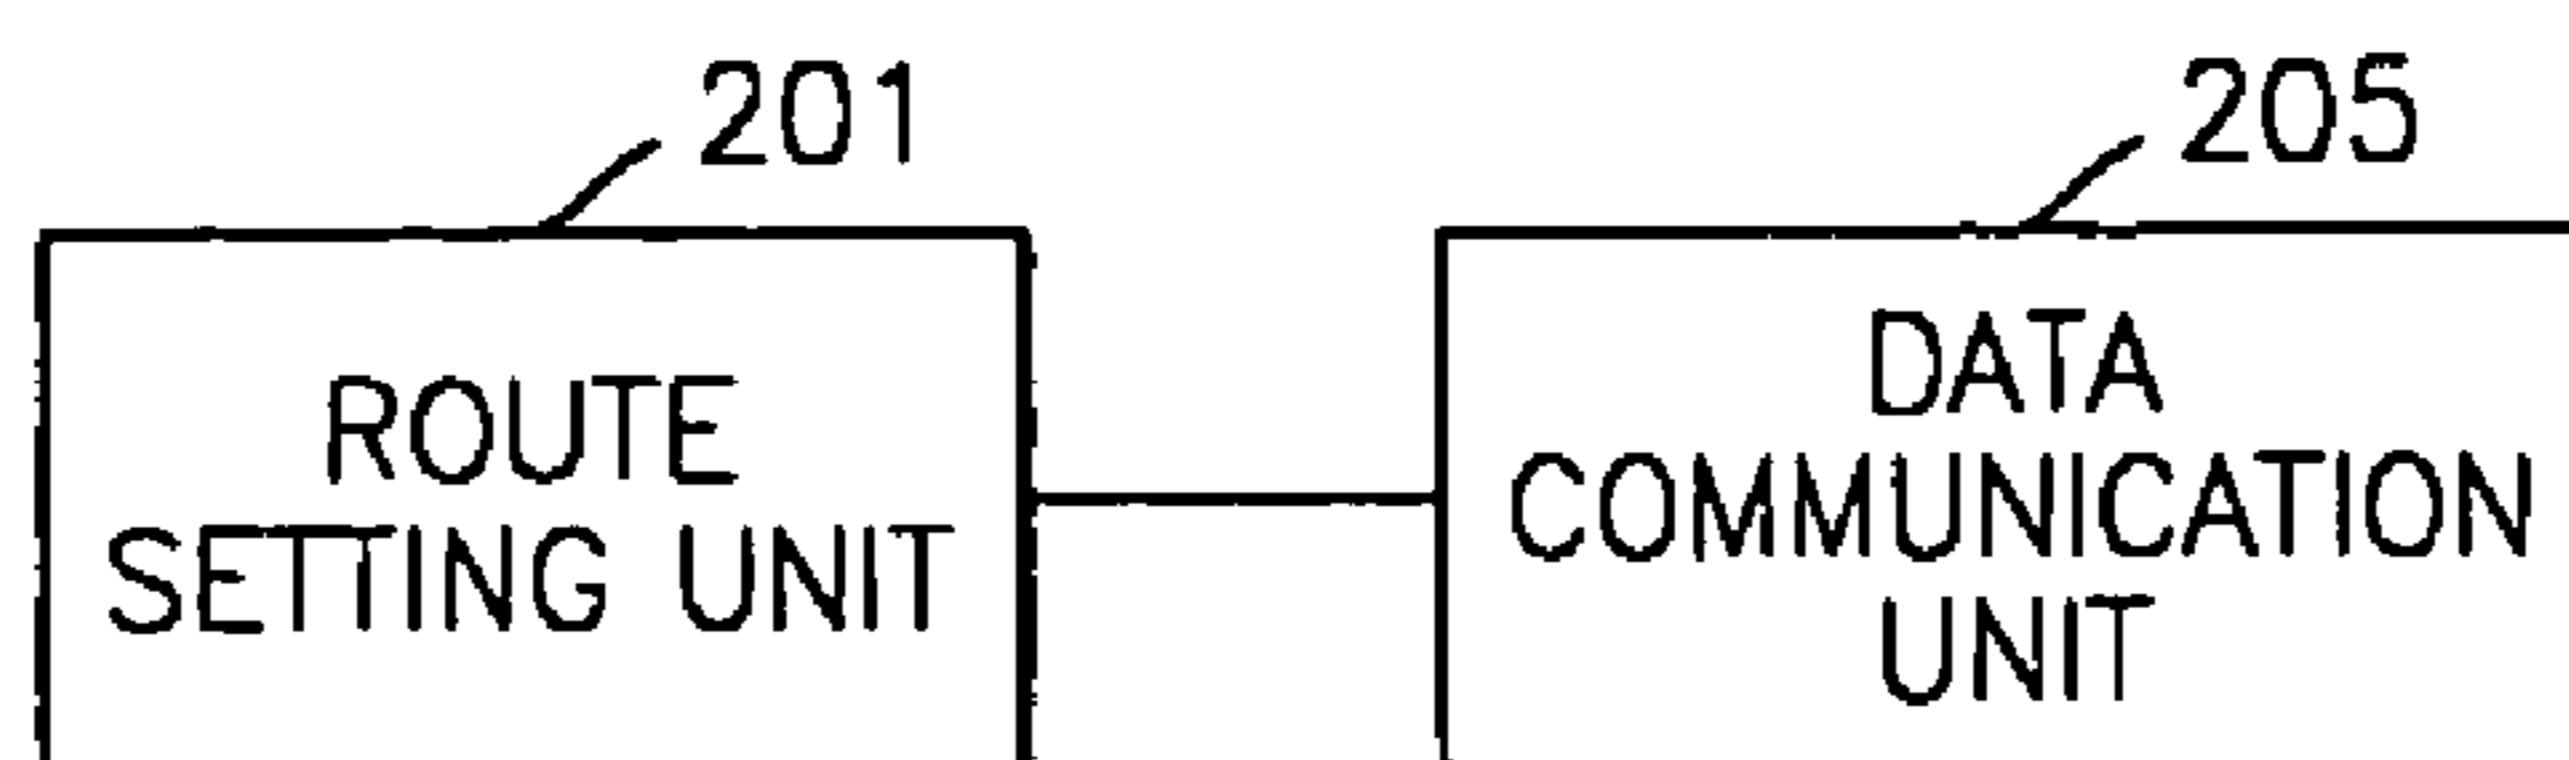 201
ROUTE
SETTING UNIT
205
DATA
COMMUNICATION
UNIT